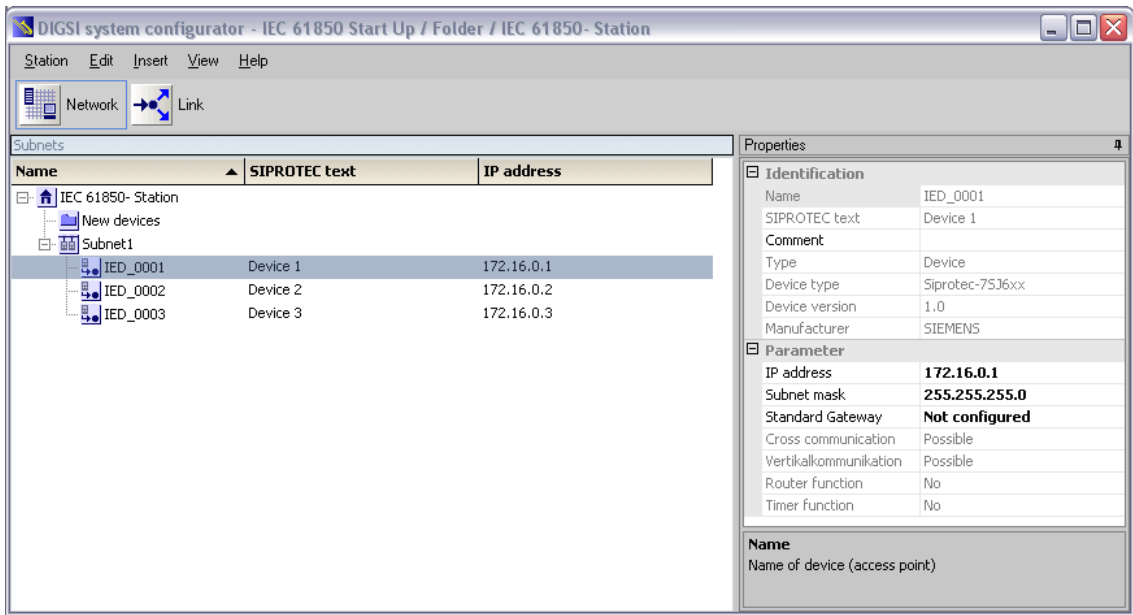 DIGSI system configurator - IEC 61850 Start Up / Folder / IEC 61850- Station
Station Edit Insert View Help
Network Link
Subnets
Name SIPROTEC text IP address
IEC 61850- Station
New devices
Subnet1
IED_0001 Device 1 172.16.0.1
IED_0002 Device 2 172.16.0.2
IED_0003 Device 3 172.16.0.3
Properties
Identification
Name IED_0001
SIPROTEC text Device 1
Comment
Type Device
Device type Siprotec-7SJ6xx
Device version 1.0
Manufacturer SIEMENS
Parameter
IP address 172.16.0.1
Subnet mask 255.255.255.0
Standard Gateway Not configured
Cross communication Possible
Vertikalkommunikation Possible
Router function No
Timer function No
Name
Name of device (access point)